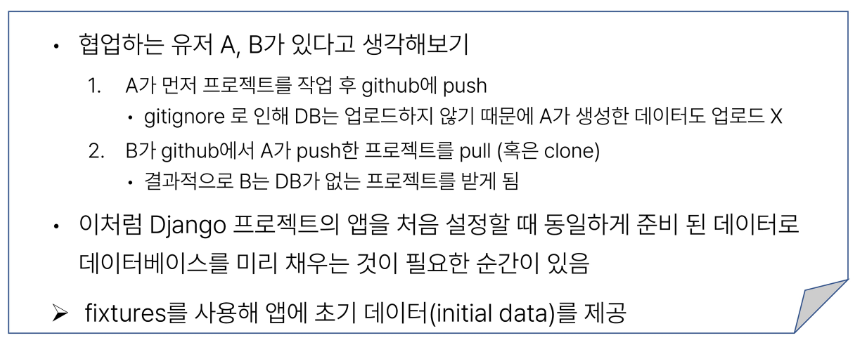 • 협업하는 유저 A, B가 있다고 생각해보기
1. A가 먼저 프로젝트를 작업 후 github에 push
• gitignore 로 인해 DB는 업로드하지 않기 때문에 A가 생성한 데이터도 업로드 X
2. B가 github에서 A가 push한 프로젝트를 pull (혹은 clone)
• 결과적으로 B는 DB가 없는 프로젝트를 받게 됨
• 이처럼 Django 프로젝트의 앱을 처음 설정할 때 동일하게 준비 된 데이터로
데이터베이스를 미리 채우는 것이 필요한 순간이 있음
➢ fixtures를 사용해 앱에 초기 데이터(initial data)를 제공